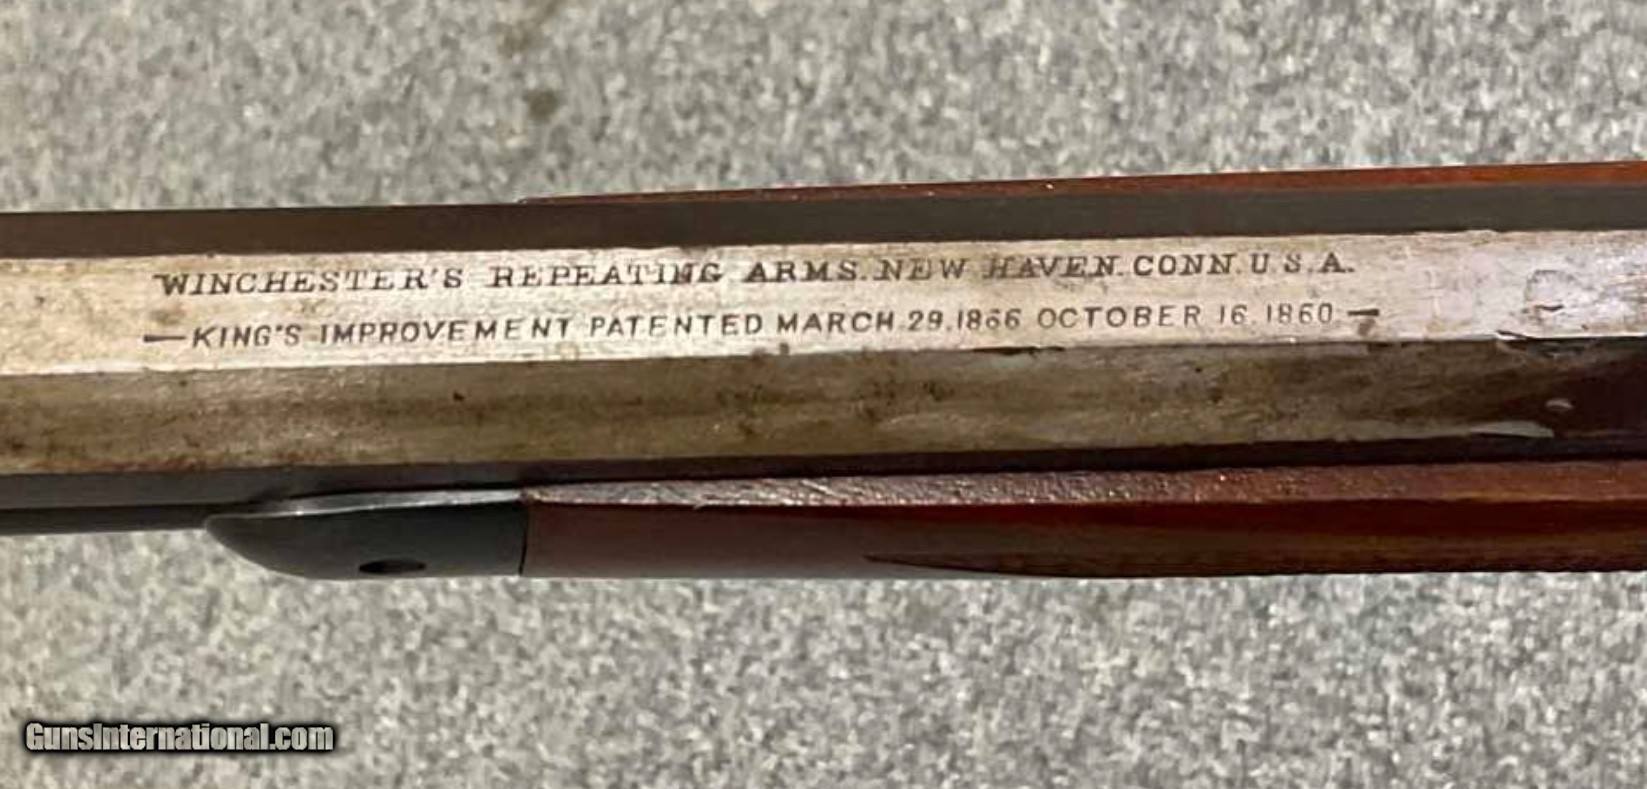 WINCHESTER'S REPEATING ARMS. NEW HAVEN. CONN. U.S.A.
— KING'S IMPROVEMENT PATENTED MARCH. 29. 1866 OCTOBER 16. 1860 —
GunsInternational.com